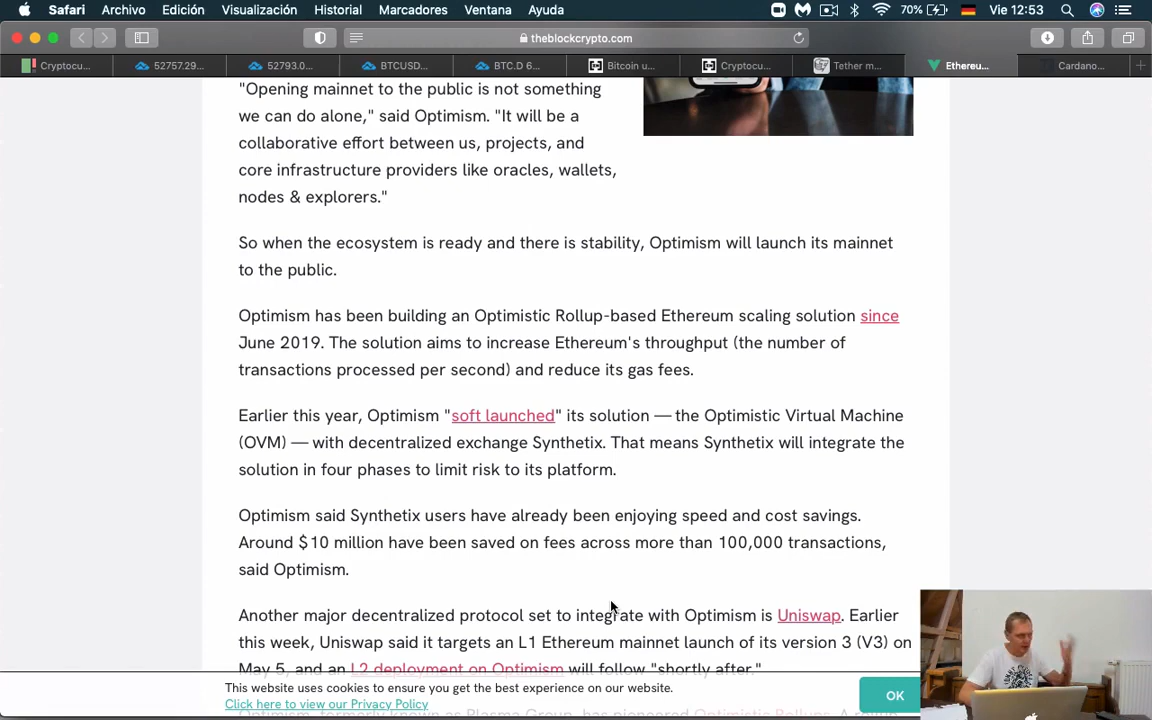 Safari Archivo Edición Visualización Historial Marcadores Ventana Ayuda 70% Vie 12:53
theblockcrypto.com
Cryptocu... 52757.29... 52793.0... BTCUSD... BTC.D 6... Bitcoin u... Cryptocu... Tether m... Ethereu... Cardano...
"Opening mainnet to the public is not something
we can do alone," said Optimism. "It will be a
collaborative effort between us, projects, and
core infrastructure providers like oracles, wallets,
nodes & explorers."
So when the ecosystem is ready and there is stability, Optimism will launch its mainnet
to the public.
Optimism has been building an Optimistic Rollup-based Ethereum scaling solution since
June 2019. The solution aims to increase Ethereum's throughput (the number of
transactions processed per second) and reduce its gas fees.
Earlier this year, Optimism "soft launched" its solution — the Optimistic Virtual Machine
(OVM) — with decentralized exchange Synthetix. That means Synthetix will integrate the
solution in four phases to limit risk to its platform.
Optimism said Synthetix users have already been enjoying speed and cost savings.
Around $10 million have been saved on fees across more than 100,000 transactions,
said Optimism.
Another major decentralized protocol set to integrate with Optimism is Uniswap. Earlier
this week, Uniswap said it targets an L1 Ethereum mainnet launch of its version 3 (V3) on
May 5, and an L2 deployment on Optimism will follow "shortly after."
This website uses cookies to ensure you get the best experience on our website.
Click here to view our Privacy Policy
OK